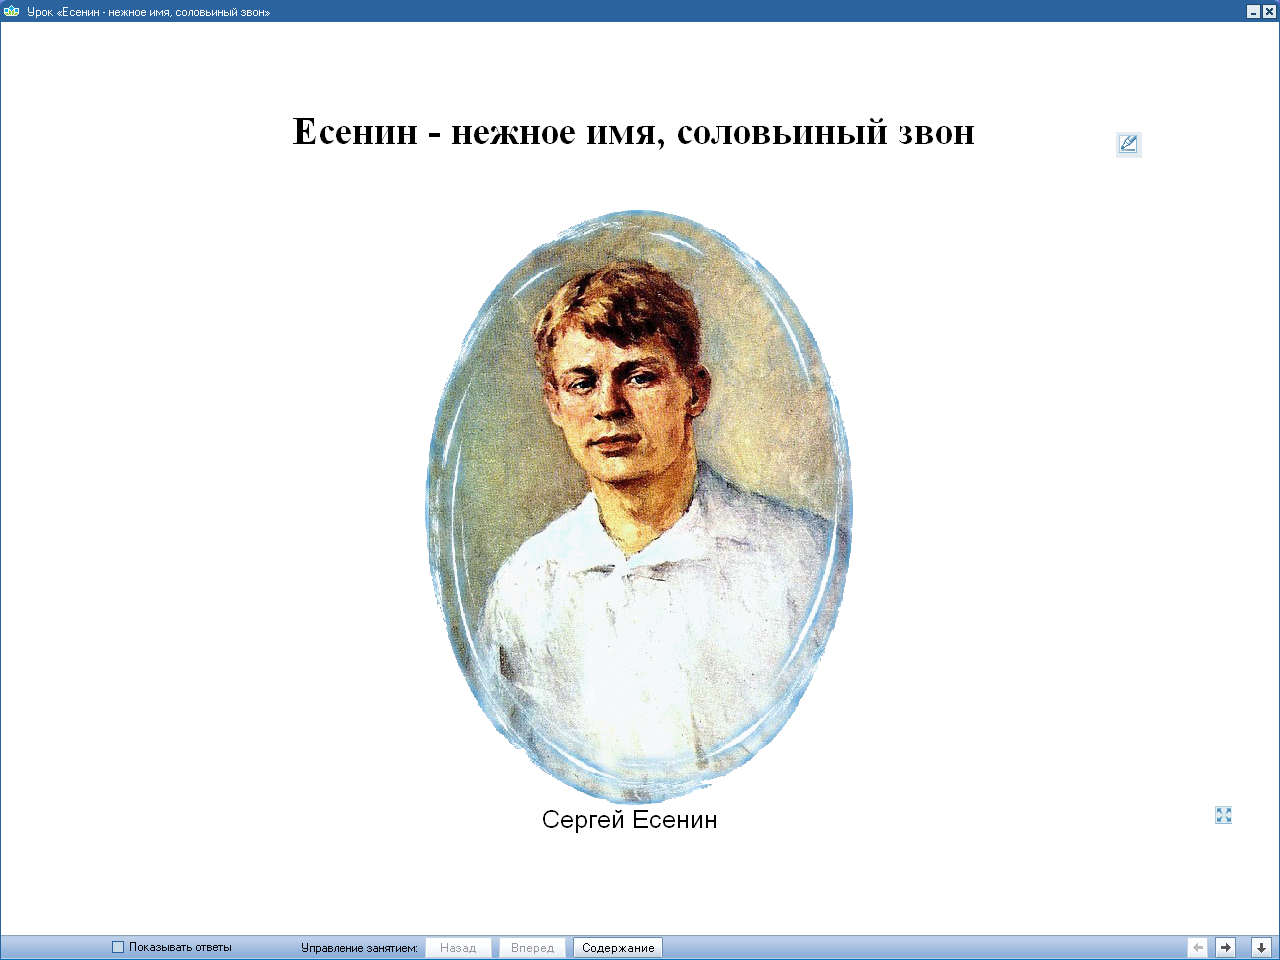 Урок «Есенин - нежное имя, соловьиный звон»
Есенин - нежное имя, соловьиный звон
Сергей Есенин
Показывать ответы
Управление занятием:
Назад
Вперед
Содержание